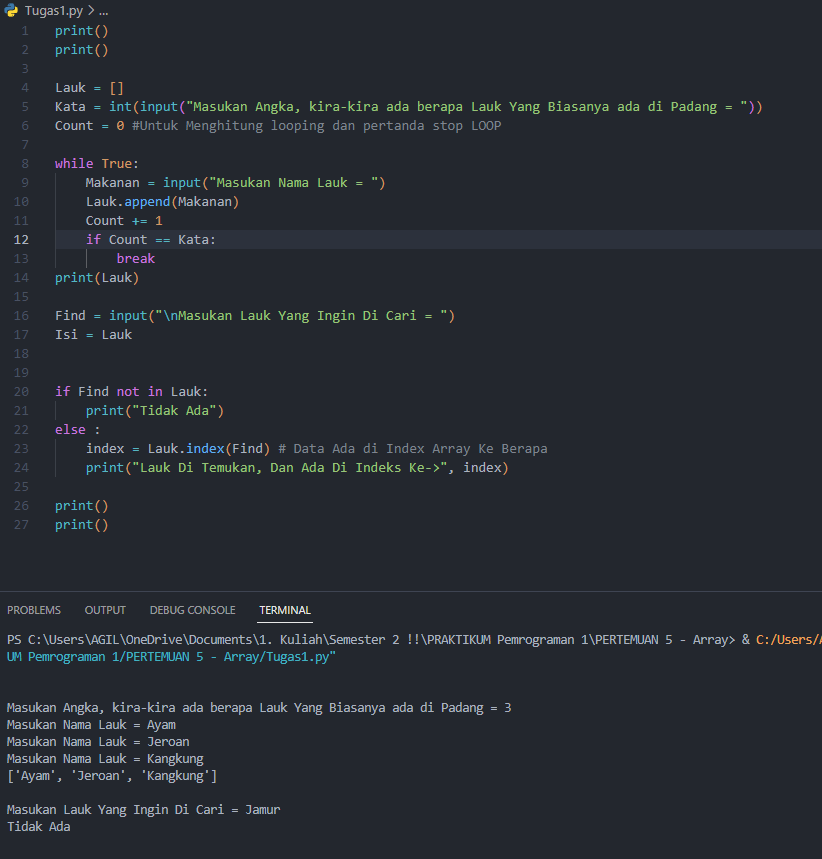 Tugas1.py > ...
1 print()
2 print()
3
4 Lauk = []
5 Kata = int(input("Masukan Angka, kira-kira ada berapa Lauk Yang Biasanya ada di Padang = "))
6 Count = 0 #Untuk Menghitung looping dan pertanda stop LOOP
7
8 while True:
9     Makanan = input("Masukan Nama Lauk = ")
10     Lauk.append(Makanan)
11     Count += 1
12     if Count == Kata:
13         break
14 print(Lauk)
15
16 Find = input("\nMasukan Lauk Yang Ingin Di Cari = ")
17 Isi = Lauk
18
19
20 if Find not in Lauk:
21     print("Tidak Ada")
22 else :
23     index = Lauk.index(Find) # Data Ada di Index Array Ke Berapa
24     print("Lauk Di Temukan, Dan Ada Di Indeks Ke->", index)
25
26 print()
27 print()
PROBLEMS OUTPUT DEBUG CONSOLE TERMINAL
PS C:\Users\AGIL\OneDrive\Documents\1. Kuliah\Semester 2 !!\PRAKTIKUM Pemrograman 1\PERTEMUAN 5 - Array> & C:/Users/
UM Pemrograman 1/PERTEMUAN 5 - Array/Tugas1.py"
Masukan Angka, kira-kira ada berapa Lauk Yang Biasanya ada di Padang = 3
Masukan Nama Lauk = Ayam
Masukan Nama Lauk = Jeroan
Masukan Nama Lauk = Kangkung
['Ayam', 'Jeroan', 'Kangkung']
Masukan Lauk Yang Ingin Di Cari = Jamur
Tidak Ada